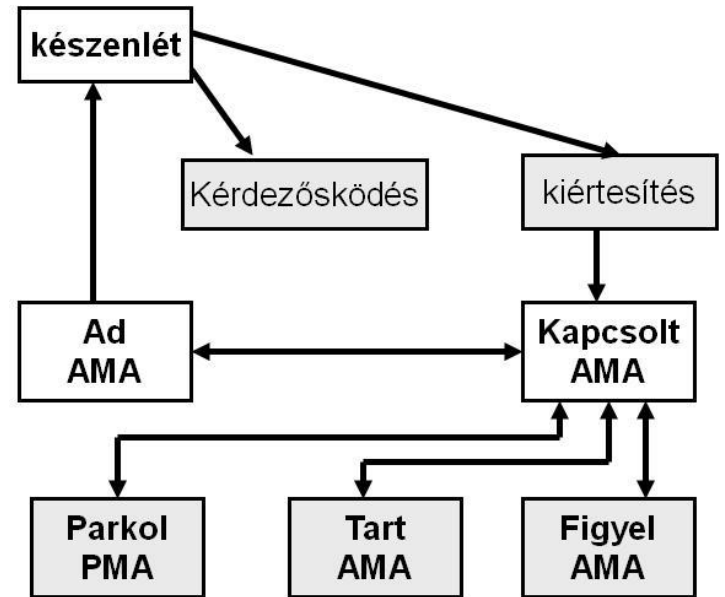 készenlét
Kérdezősködés
kiértesítés
Ad
AMA
Kapcsolt
AMA
Parkol
PMA
Tart
AMA
Figyel
AMA